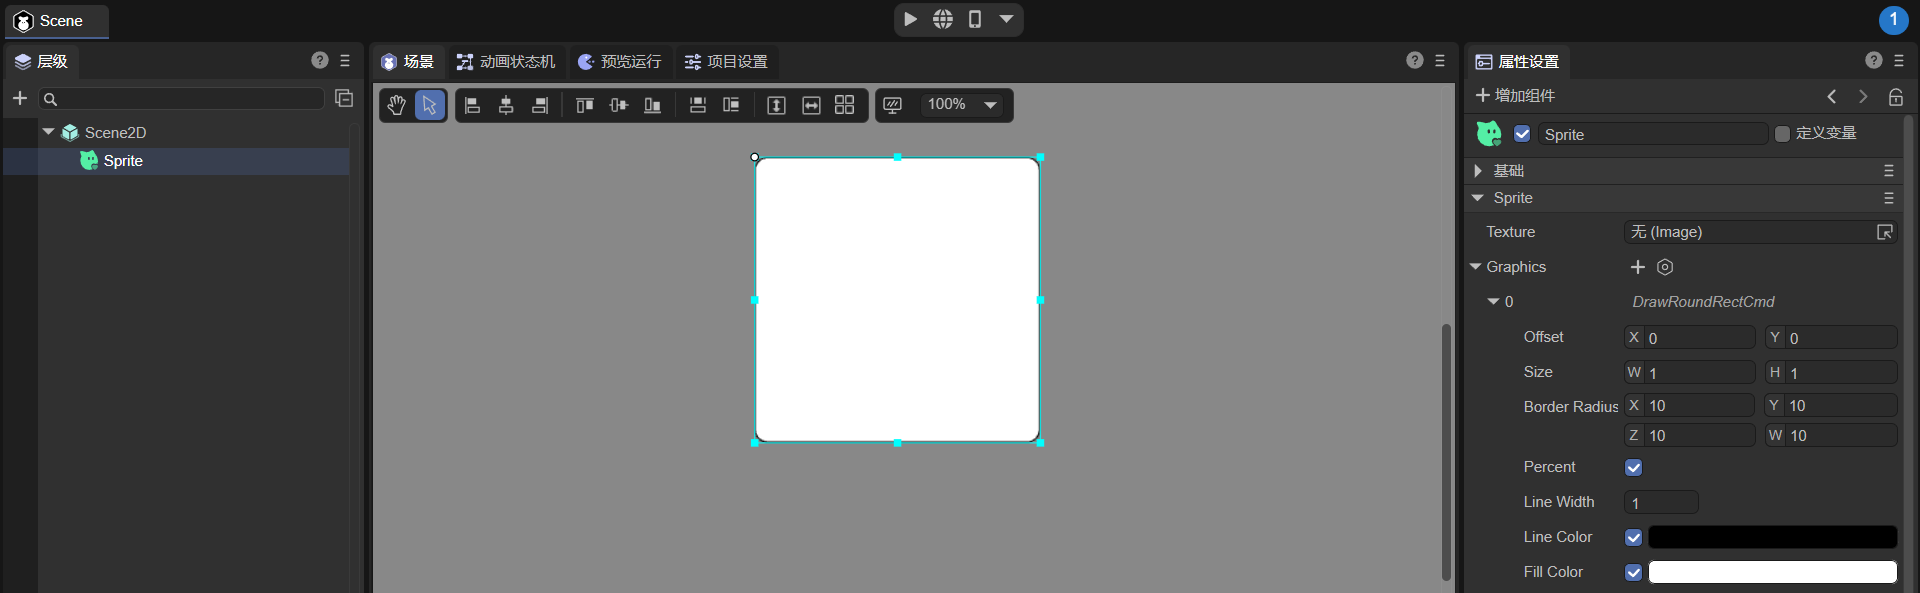 Scene
1
层级
场景
动画状态机
预览运行
项目设置
属性设置
100%
增加组件
Scene2D
Sprite
Sprite
定义变量
基础
Sprite
Texture
无 (Image)
Graphics
0
DrawRoundRectCmd
Offset
X 0
Y 0
Size
W 1
H 1
Border Radius
X 10
Y 10
Z 10
W 10
Percent
Line Width
1
Line Color
Fill Color